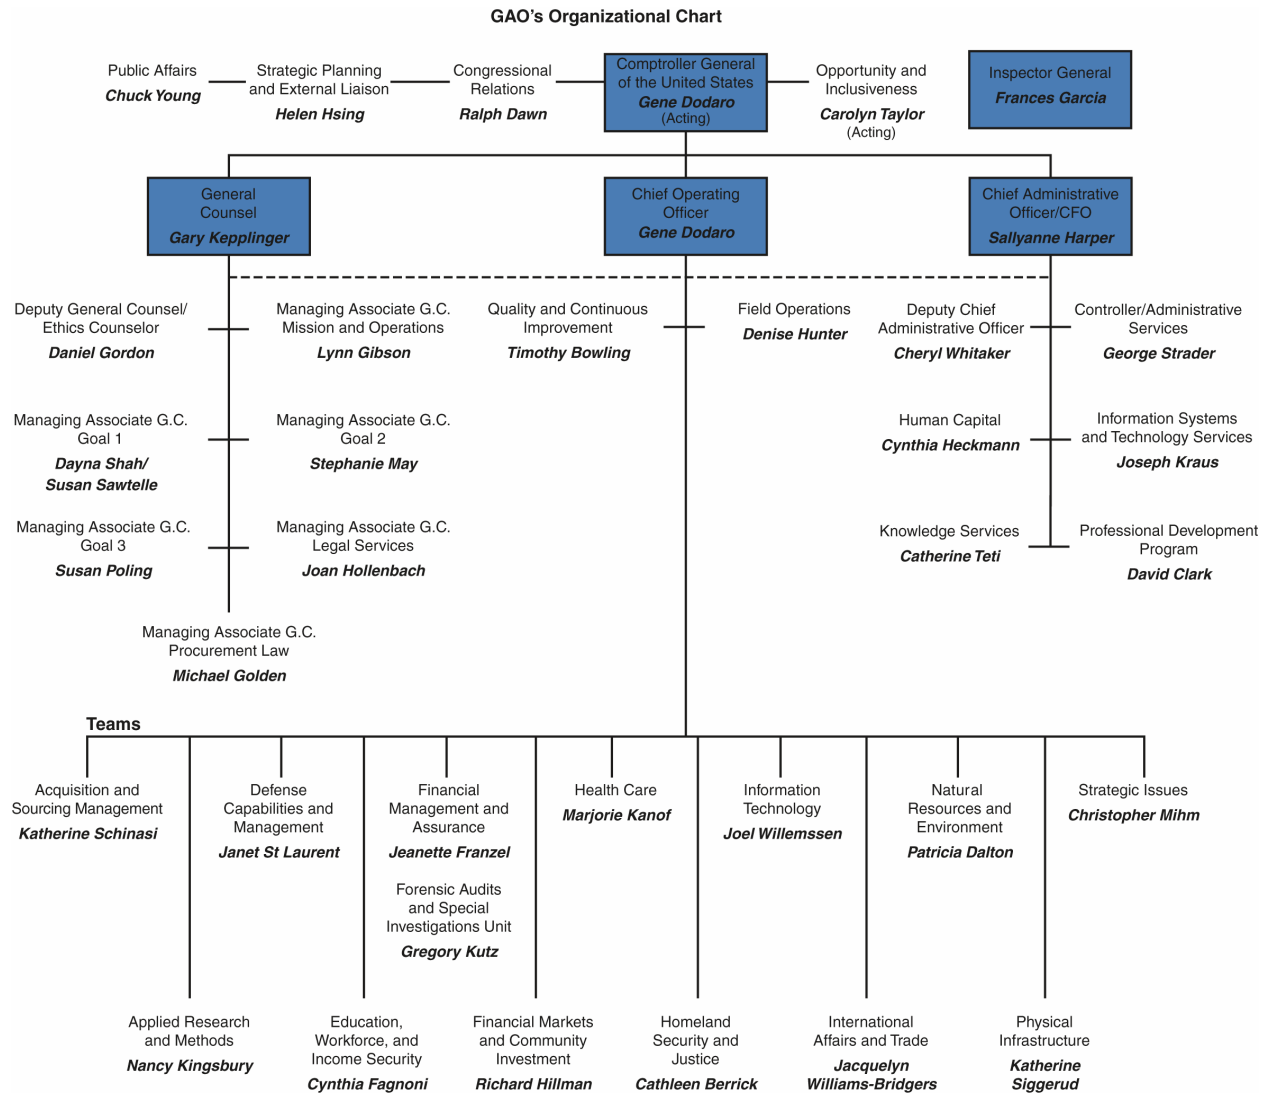 GAO's Organizational Chart
Public Affairs
Chuck Young
Strategic Planning
and External Liaison
Helen Hsing
Congressional
Relations
Ralph Dawn
Comptroller General
of the United States
Gene Dodaro
(Acting)
Opportunity and
Inclusiveness
Carolyn Taylor
(Acting)
Inspector General
Frances Garcia
General
Counsel
Gary Kepplinger
Chief Operating
Officer
Gene Dodaro
Chief Administrative
Officer/CFO
Sallyanne Harper
Deputy General Counsel/
Ethics Counselor
Daniel Gordon
Managing Associate G.C.
Mission and Operations
Lynn Gibson
Quality and Continuous
Improvement
Timothy Bowling
Field Operations
Denise Hunter
Deputy Chief
Administrative Officer
Cheryl Whitaker
Controller/Administrative
Services
George Strader
Managing Associate G.C.
Goal 1
Dayna Shah/
Susan Sawtelle
Managing Associate G.C.
Goal 2
Stephanie May
Human Capital
Cynthia Heckmann
Information Systems
and Technology Services
Joseph Kraus
Managing Associate G.C.
Goal 3
Susan Poling
Managing Associate G.C.
Legal Services
Joan Hollenbach
Knowledge Services
Catherine Teti
Professional Development
Program
David Clark
Managing Associate G.C.
Procurement Law
Michael Golden
Teams
Acquisition and
Sourcing Management
Katherine Schinasi
Defense
Capabilities and
Management
Janet St Laurent
Financial
Management and
Assurance
Jeanette Franzel
Forensic Audits
and Special
Investigations Unit
Gregory Kutz
Health Care
Marjorie Kanof
Information
Technology
Joel Willemssen
Natural
Resources and
Environment
Patricia Dalton
Strategic Issues
Christopher Mihm
Applied Research
and Methods
Nancy Kingsbury
Education,
Workforce, and
Income Security
Cynthia Fagnoni
Financial Markets
and Community
Investment
Richard Hillman
Homeland
Security and
Justice
Cathleen Berrick
International
Affairs and Trade
Jacquelyn
Williams-Bridgers
Physical
Infrastructure
Katherine
Siggerud